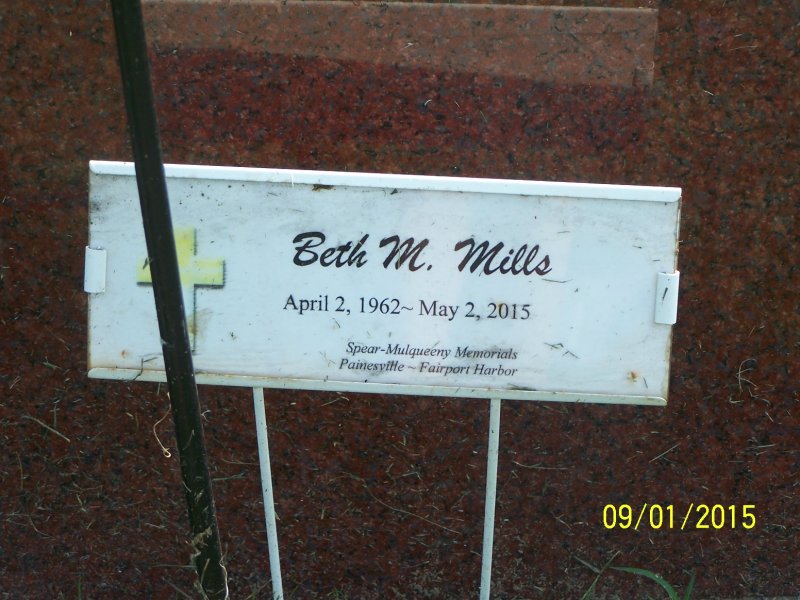 Beth M. Mills
April 2, 1962~ May 2, 2015
Spear-Mulqueeny Memorials
Painesville ~ Fairport Harbor
09/01/2015